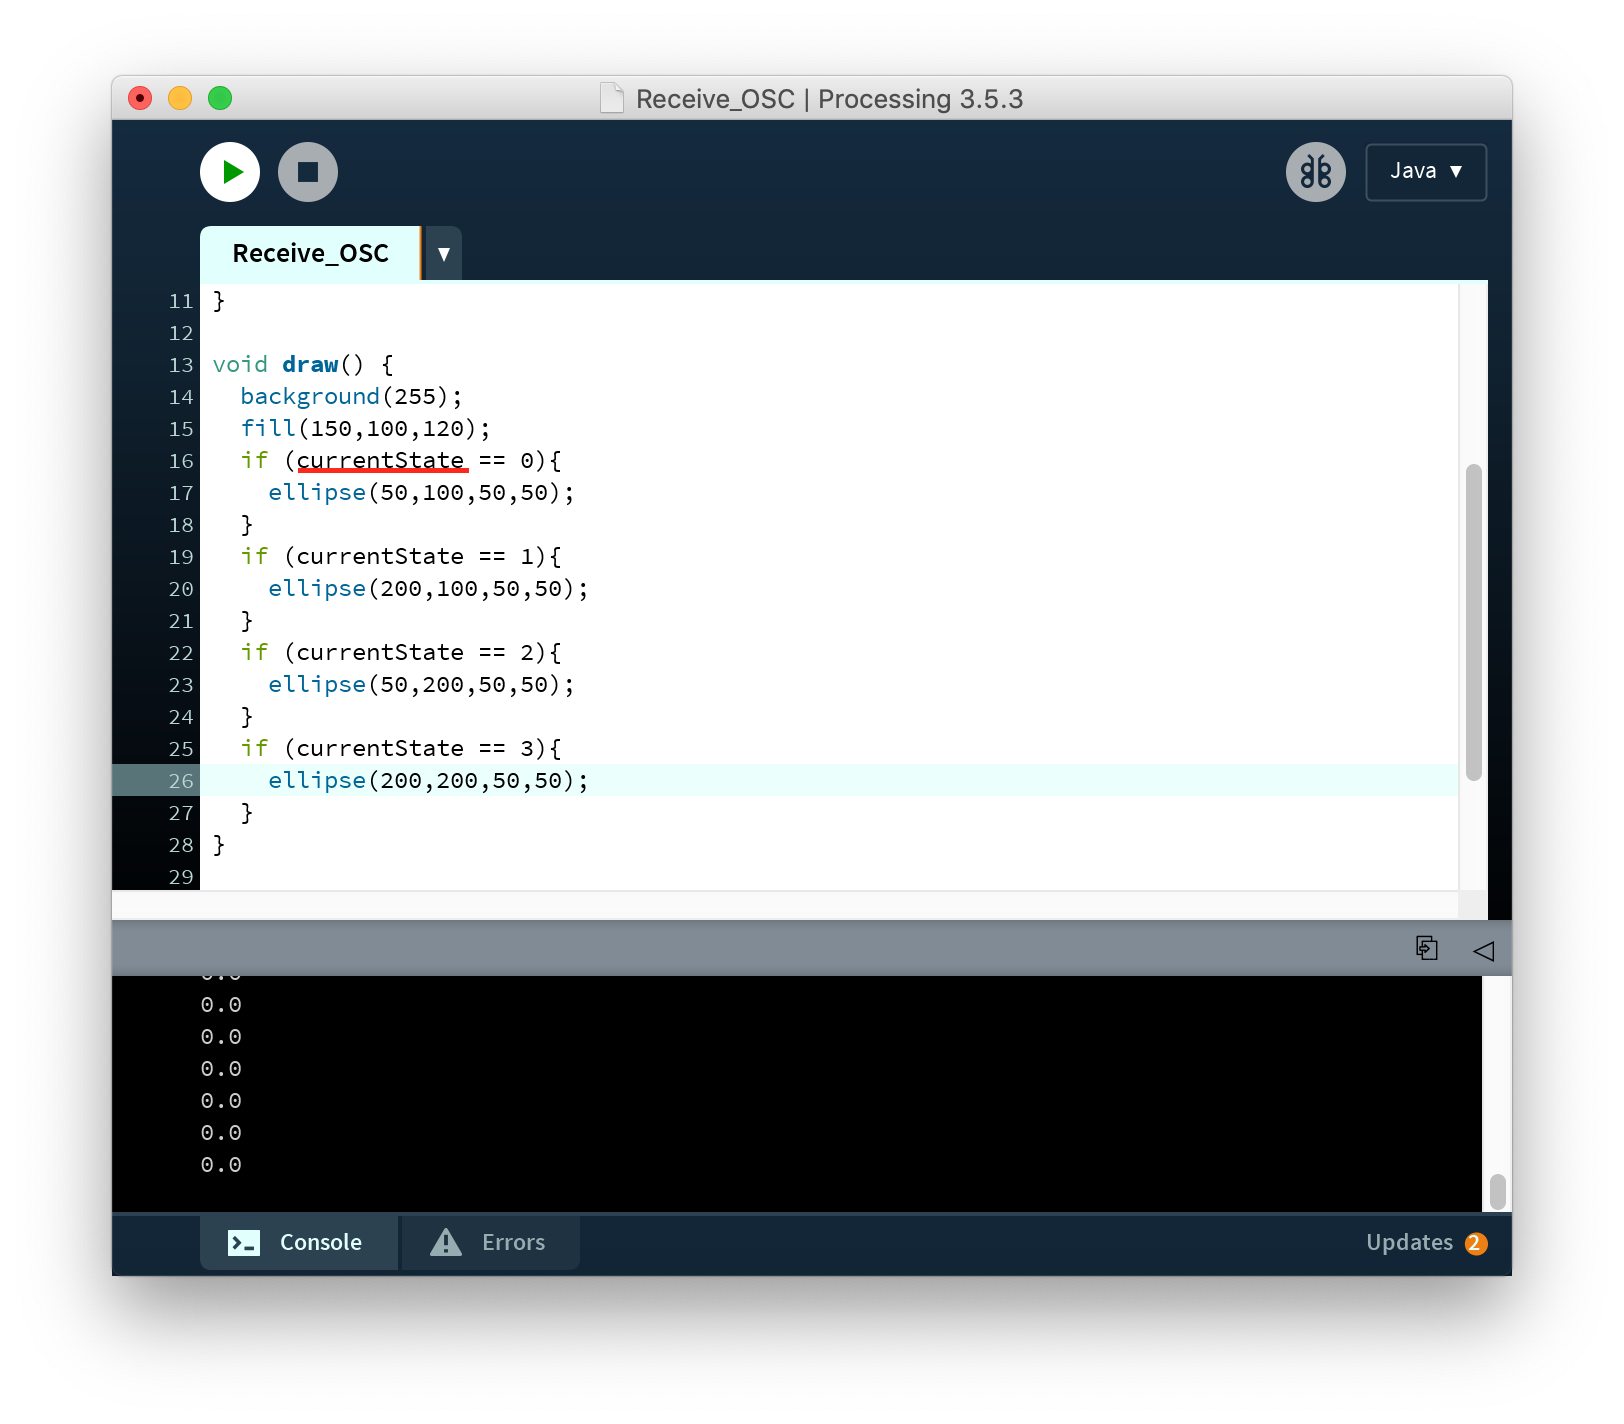 Receive_OSC | Processing 3.5.3
Java ▼
Receive_OSC ▼
11 }
12
13 void draw() {
14   background(255);
15   fill(150,100,120);
16   if (currentState == 0){
17     ellipse(50,100,50,50);
18   }
19   if (currentState == 1){
20     ellipse(200,100,50,50);
21   }
22   if (currentState == 2){
23     ellipse(50,200,50,50);
24   }
25   if (currentState == 3){
26     ellipse(200,200,50,50);
27   }
28 }
29
0.0
0.0
0.0
0.0
0.0
0.0
Console
Errors
Updates 2